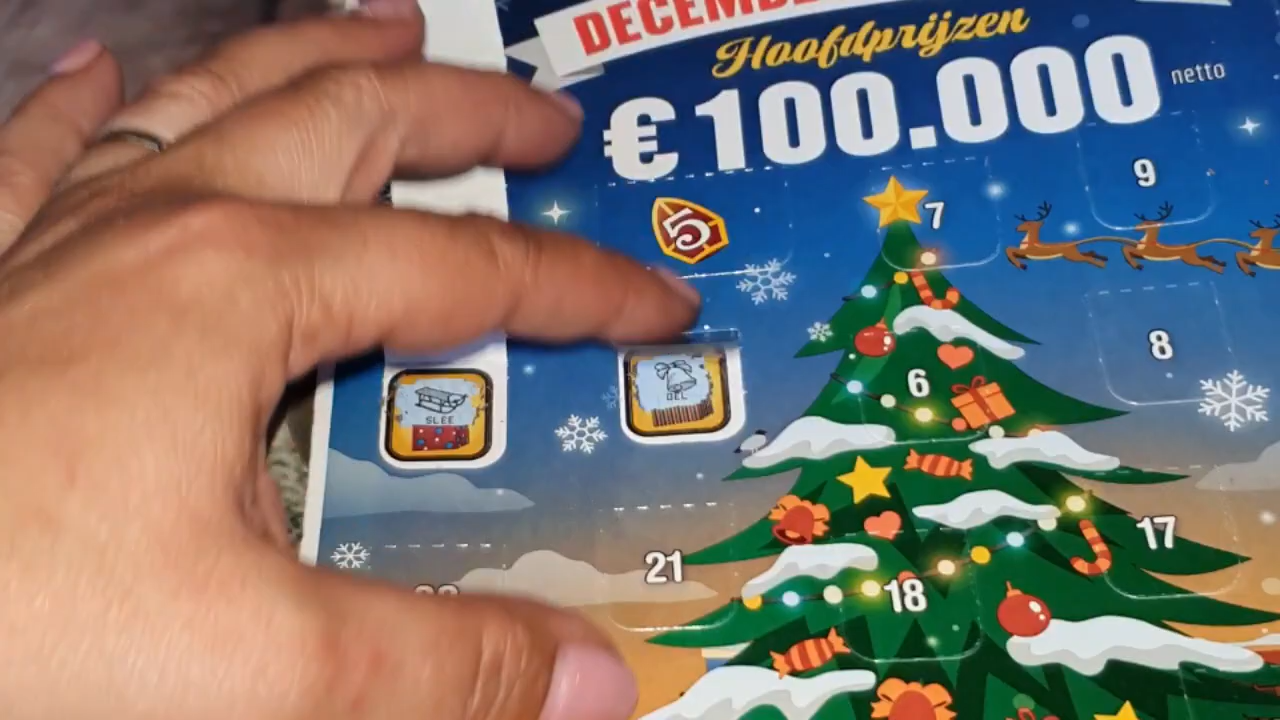 DECEMB
Hoofdprijzen
€100.000 netto
9
5
7
8
6
SLEE
BEL
17
21
18